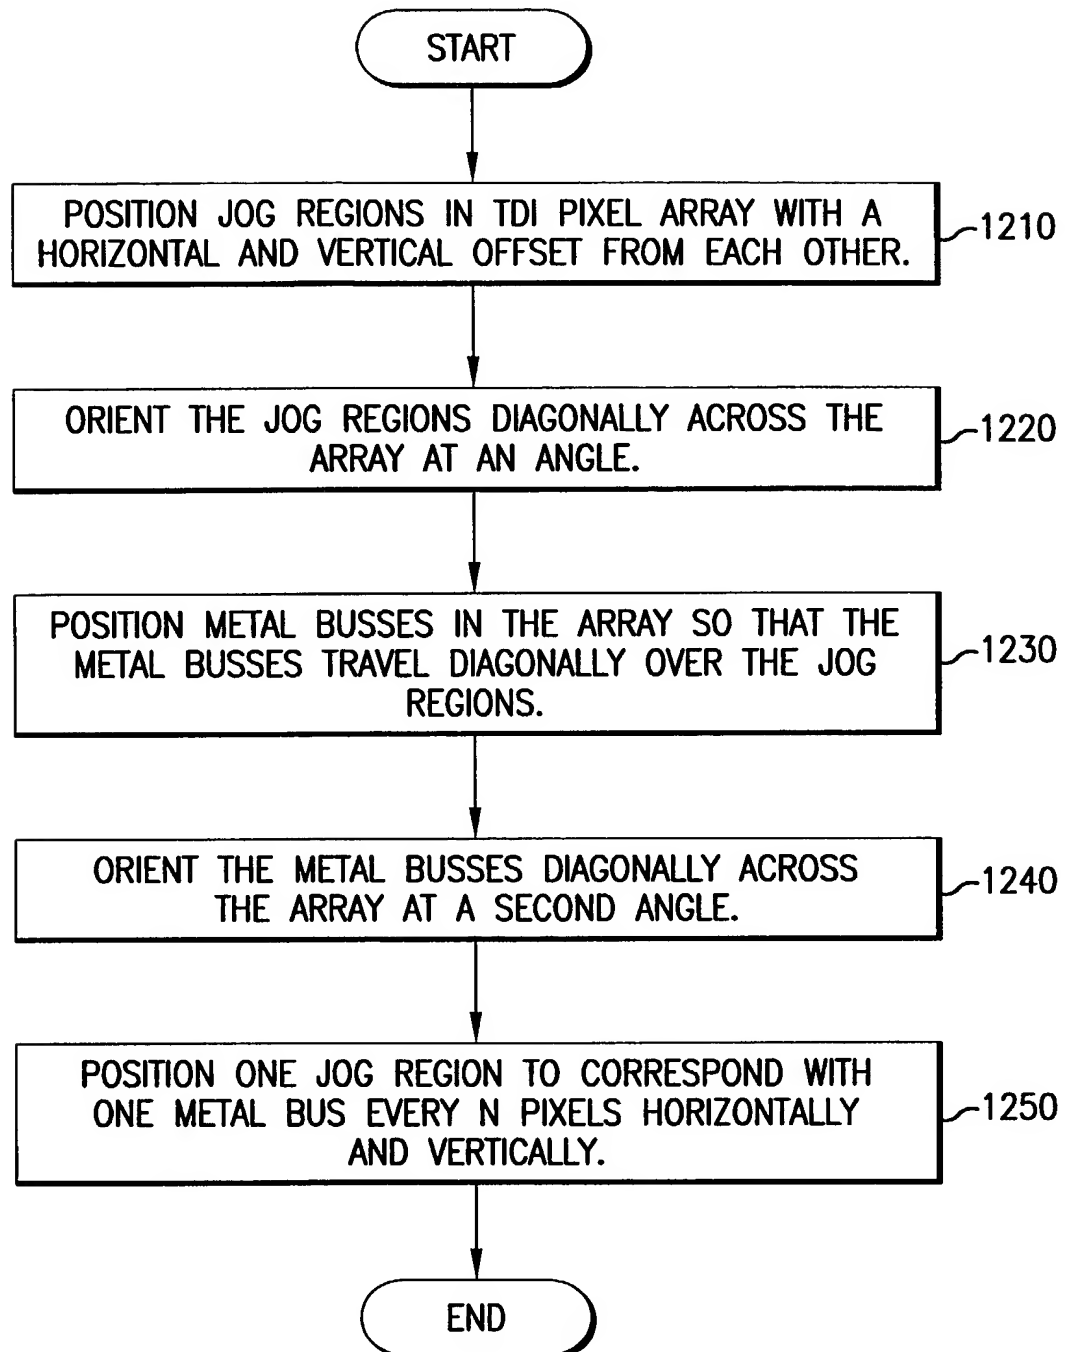 START
POSITION JOG REGIONS IN TDI PIXEL ARRAY WITH A
HORIZONTAL AND VERTICAL OFFSET FROM EACH OTHER.
1210
ORIENT THE JOG REGIONS DIAGONALLY ACROSS THE
ARRAY AT AN ANGLE.
1220
POSITION METAL BUSSES IN THE ARRAY SO THAT THE
METAL BUSSES TRAVEL DIAGONALLY OVER THE JOG
REGIONS.
1230
ORIENT THE METAL BUSSES DIAGONALLY ACROSS
THE ARRAY AT A SECOND ANGLE.
1240
POSITION ONE JOG REGION TO CORRESPOND WITH
ONE METAL BUS EVERY N PIXELS HORIZONTALLY
AND VERTICALLY.
1250
END